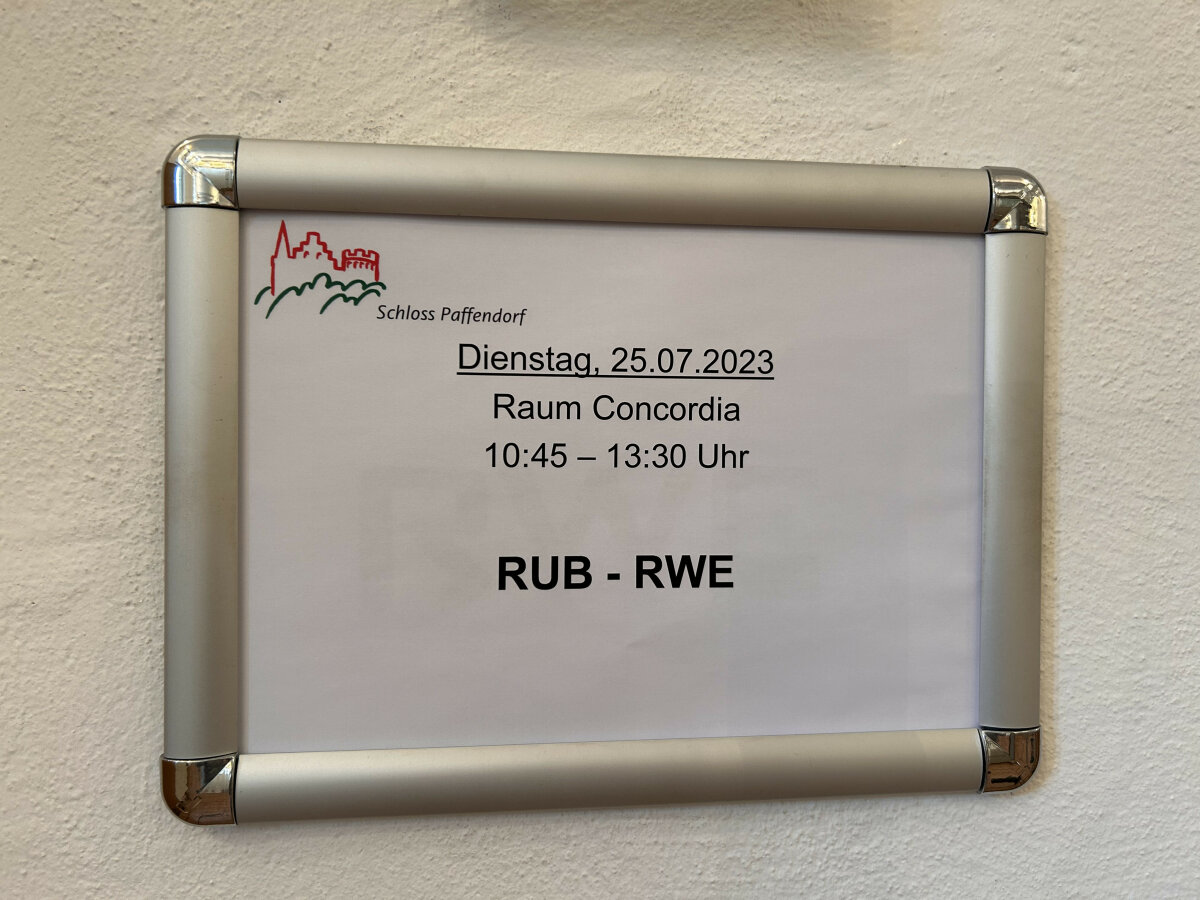 Schloss Paffendorf
Dienstag, 25.07.2023
Raum Concordia
10:45 – 13:30 Uhr
RUB - RWE